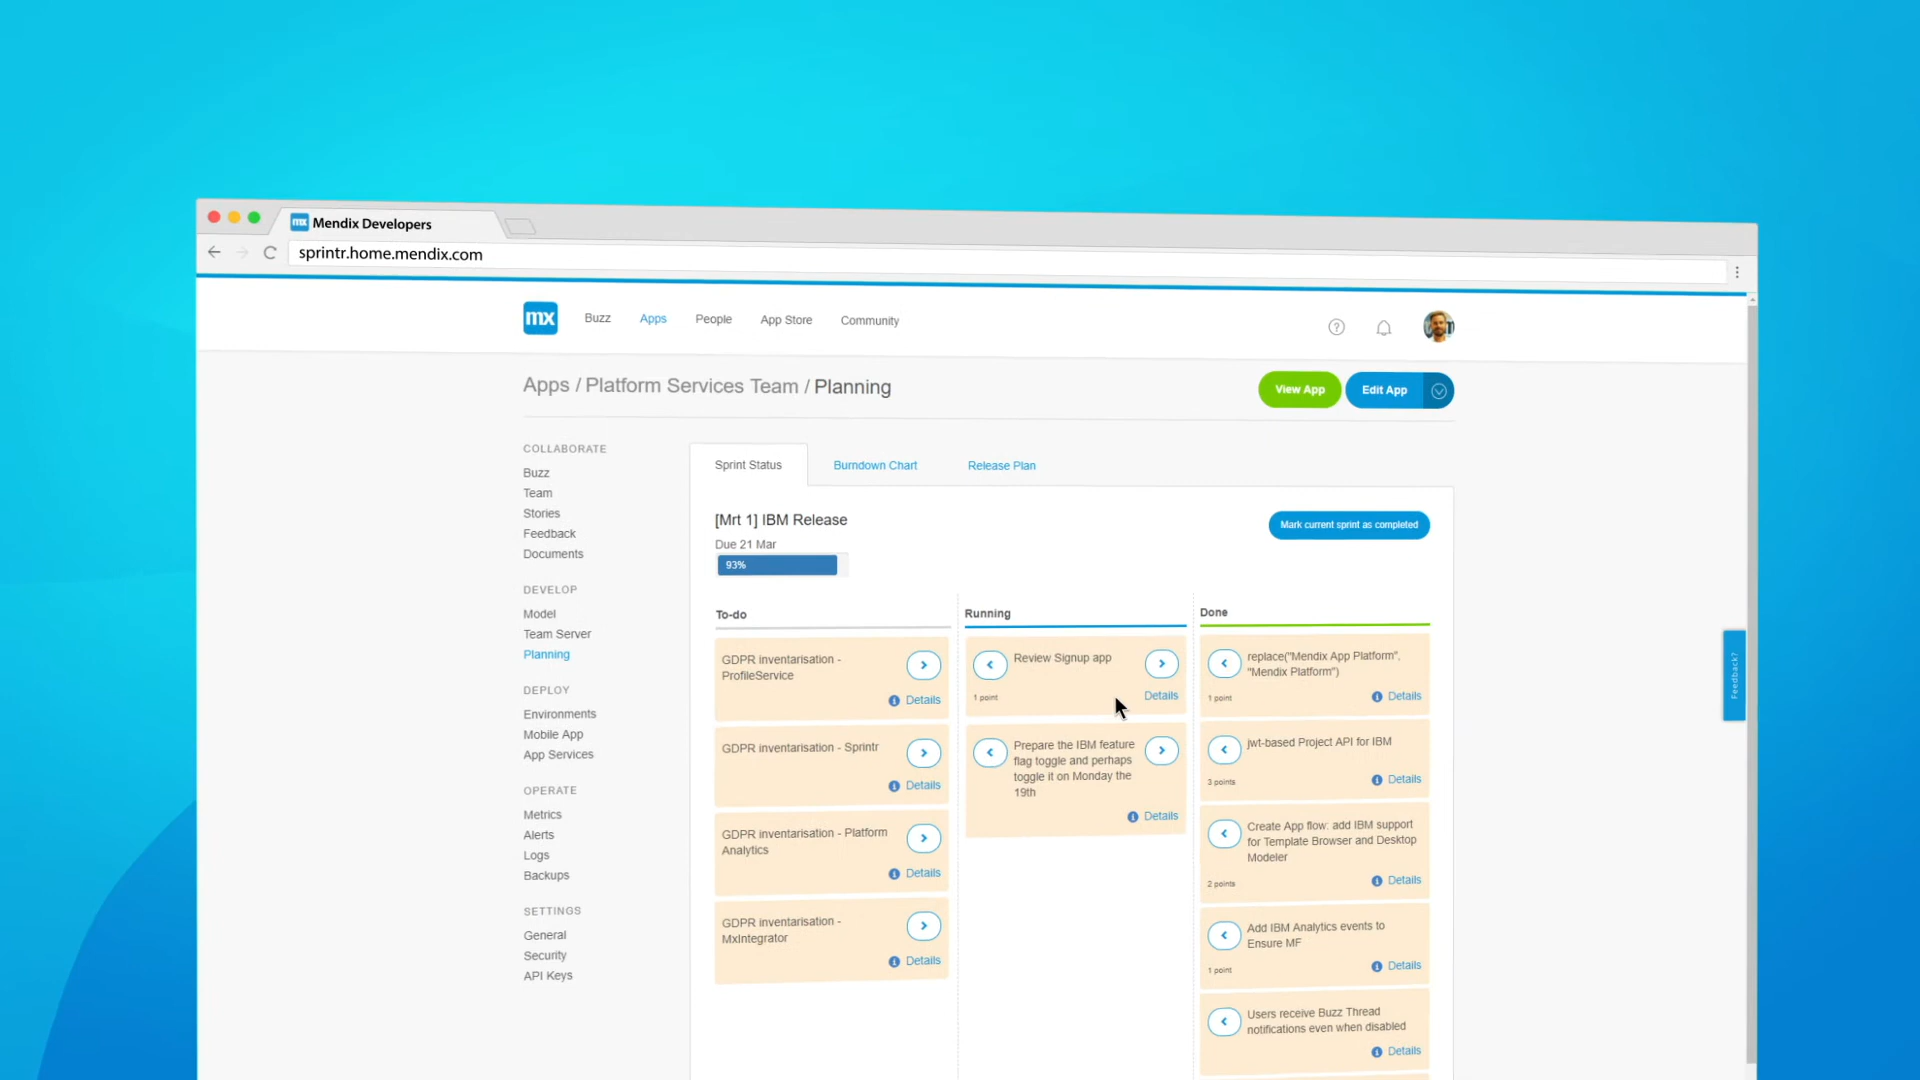 mx Mendix Developers
sprintr.home.mendix.com
mx Buzz Apps People App Store Community
?
Apps / Platform Services Team / Planning
View App
Edit App
COLLABORATE
Buzz
Team
Stories
Feedback
Documents
DEVELOP
Model
Team Server
Planning
DEPLOY
Environments
Mobile App
App Services
OPERATE
Metrics
Alerts
Logs
Backups
SETTINGS
General
Security
API Keys
Sprint Status
Burndown Chart
Release Plan
[Mrt 1] IBM Release
Due 21 Mar
93%
Mark current sprint as completed
To-do
GDPR inventarisation -
ProfileService
Details
GDPR inventarisation - Sprintr
Details
GDPR inventarisation - Platform
Analytics
Details
GDPR inventarisation -
MxIntegrator
Details
Running
Review Signup app
1 point
Details
Prepare the IBM feature
flag toggle and perhaps
toggle it on Monday the
19th
Details
Done
replace("Mendix App Platform",
"Mendix Platform")
1 point
Details
jwt-based Project API for IBM
3 points
Details
Create App flow: add IBM support
for Template Browser and Desktop
Modeler
2 points
Details
Add IBM Analytics events to
Ensure MF
1 point
Details
Users receive Buzz Thread
notifications even when disabled
Details
Feedback?